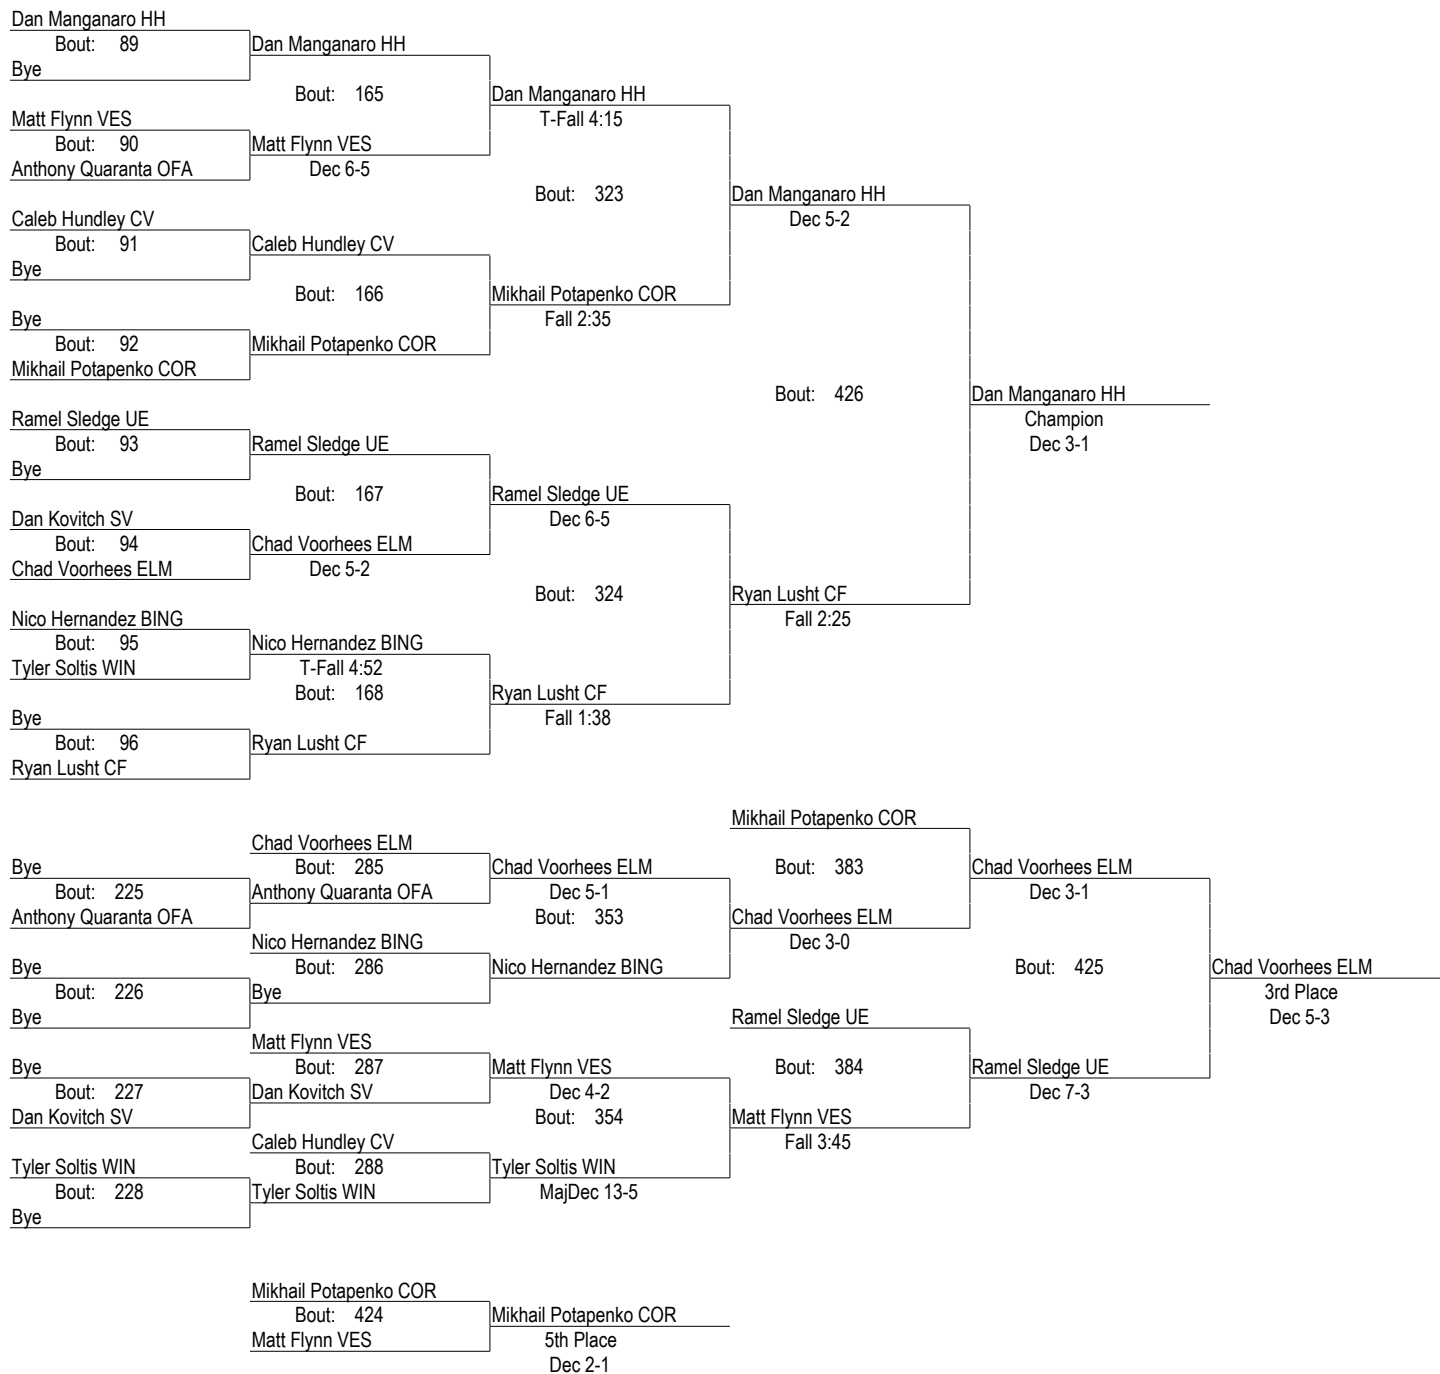 Dan Manganaro HH
Bout: 89
Dan Manganaro HH
Bye
Bout: 165
Dan Manganaro HH
Matt Flynn VES
T-Fall 4:15
Bout: 90
Matt Flynn VES
Anthony Quaranta OFA
Dec 6-5
Bout: 323
Dan Manganaro HH
Caleb Hundley CV
Dec 5-2
Bout: 91
Caleb Hundley CV
Bye
Bout: 166
Mikhail Potapenko COR
Bye
Fall 2:35
Bout: 92
Mikhail Potapenko COR
Mikhail Potapenko COR
Bout: 426
Dan Manganaro HH
Ramel Sledge UE
Champion
Bout: 93
Ramel Sledge UE
Dec 3-1
Bye
Bout: 167
Ramel Sledge UE
Dan Kovitch SV
Dec 6-5
Bout: 94
Chad Voorhees ELM
Chad Voorhees ELM
Dec 5-2
Bout: 324
Ryan Lusht CF
Nico Hernandez BING
Fall 2:25
Bout: 95
Nico Hernandez BING
Tyler Soltis WIN
T-Fall 4:52
Bout: 168
Ryan Lusht CF
Bye
Fall 1:38
Bout: 96
Ryan Lusht CF
Ryan Lusht CF
Mikhail Potapenko COR
Chad Voorhees ELM
Bye
Bout: 285
Chad Voorhees ELM
Bout: 383
Chad Voorhees ELM
Bout: 225
Anthony Quaranta OFA
Dec 5-1
Dec 3-1
Anthony Quaranta OFA
Bout: 353
Chad Voorhees ELM
Nico Hernandez BING
Dec 3-0
Bye
Bout: 286
Nico Hernandez BING
Bout: 425
Chad Voorhees ELM
Bout: 226
Bye
3rd Place
Bye
Ramel Sledge UE
Dec 5-3
Matt Flynn VES
Bye
Bout: 287
Matt Flynn VES
Bout: 384
Ramel Sledge UE
Bout: 227
Dan Kovitch SV
Dec 4-2
Dec 7-3
Dan Kovitch SV
Bout: 354
Matt Flynn VES
Caleb Hundley CV
Fall 3:45
Tyler Soltis WIN
Bout: 288
Tyler Soltis WIN
Bout: 228
Tyler Soltis WIN
MajDec 13-5
Bye
Mikhail Potapenko COR
Bout: 424
Mikhail Potapenko COR
Matt Flynn VES
5th Place
Dec 2-1